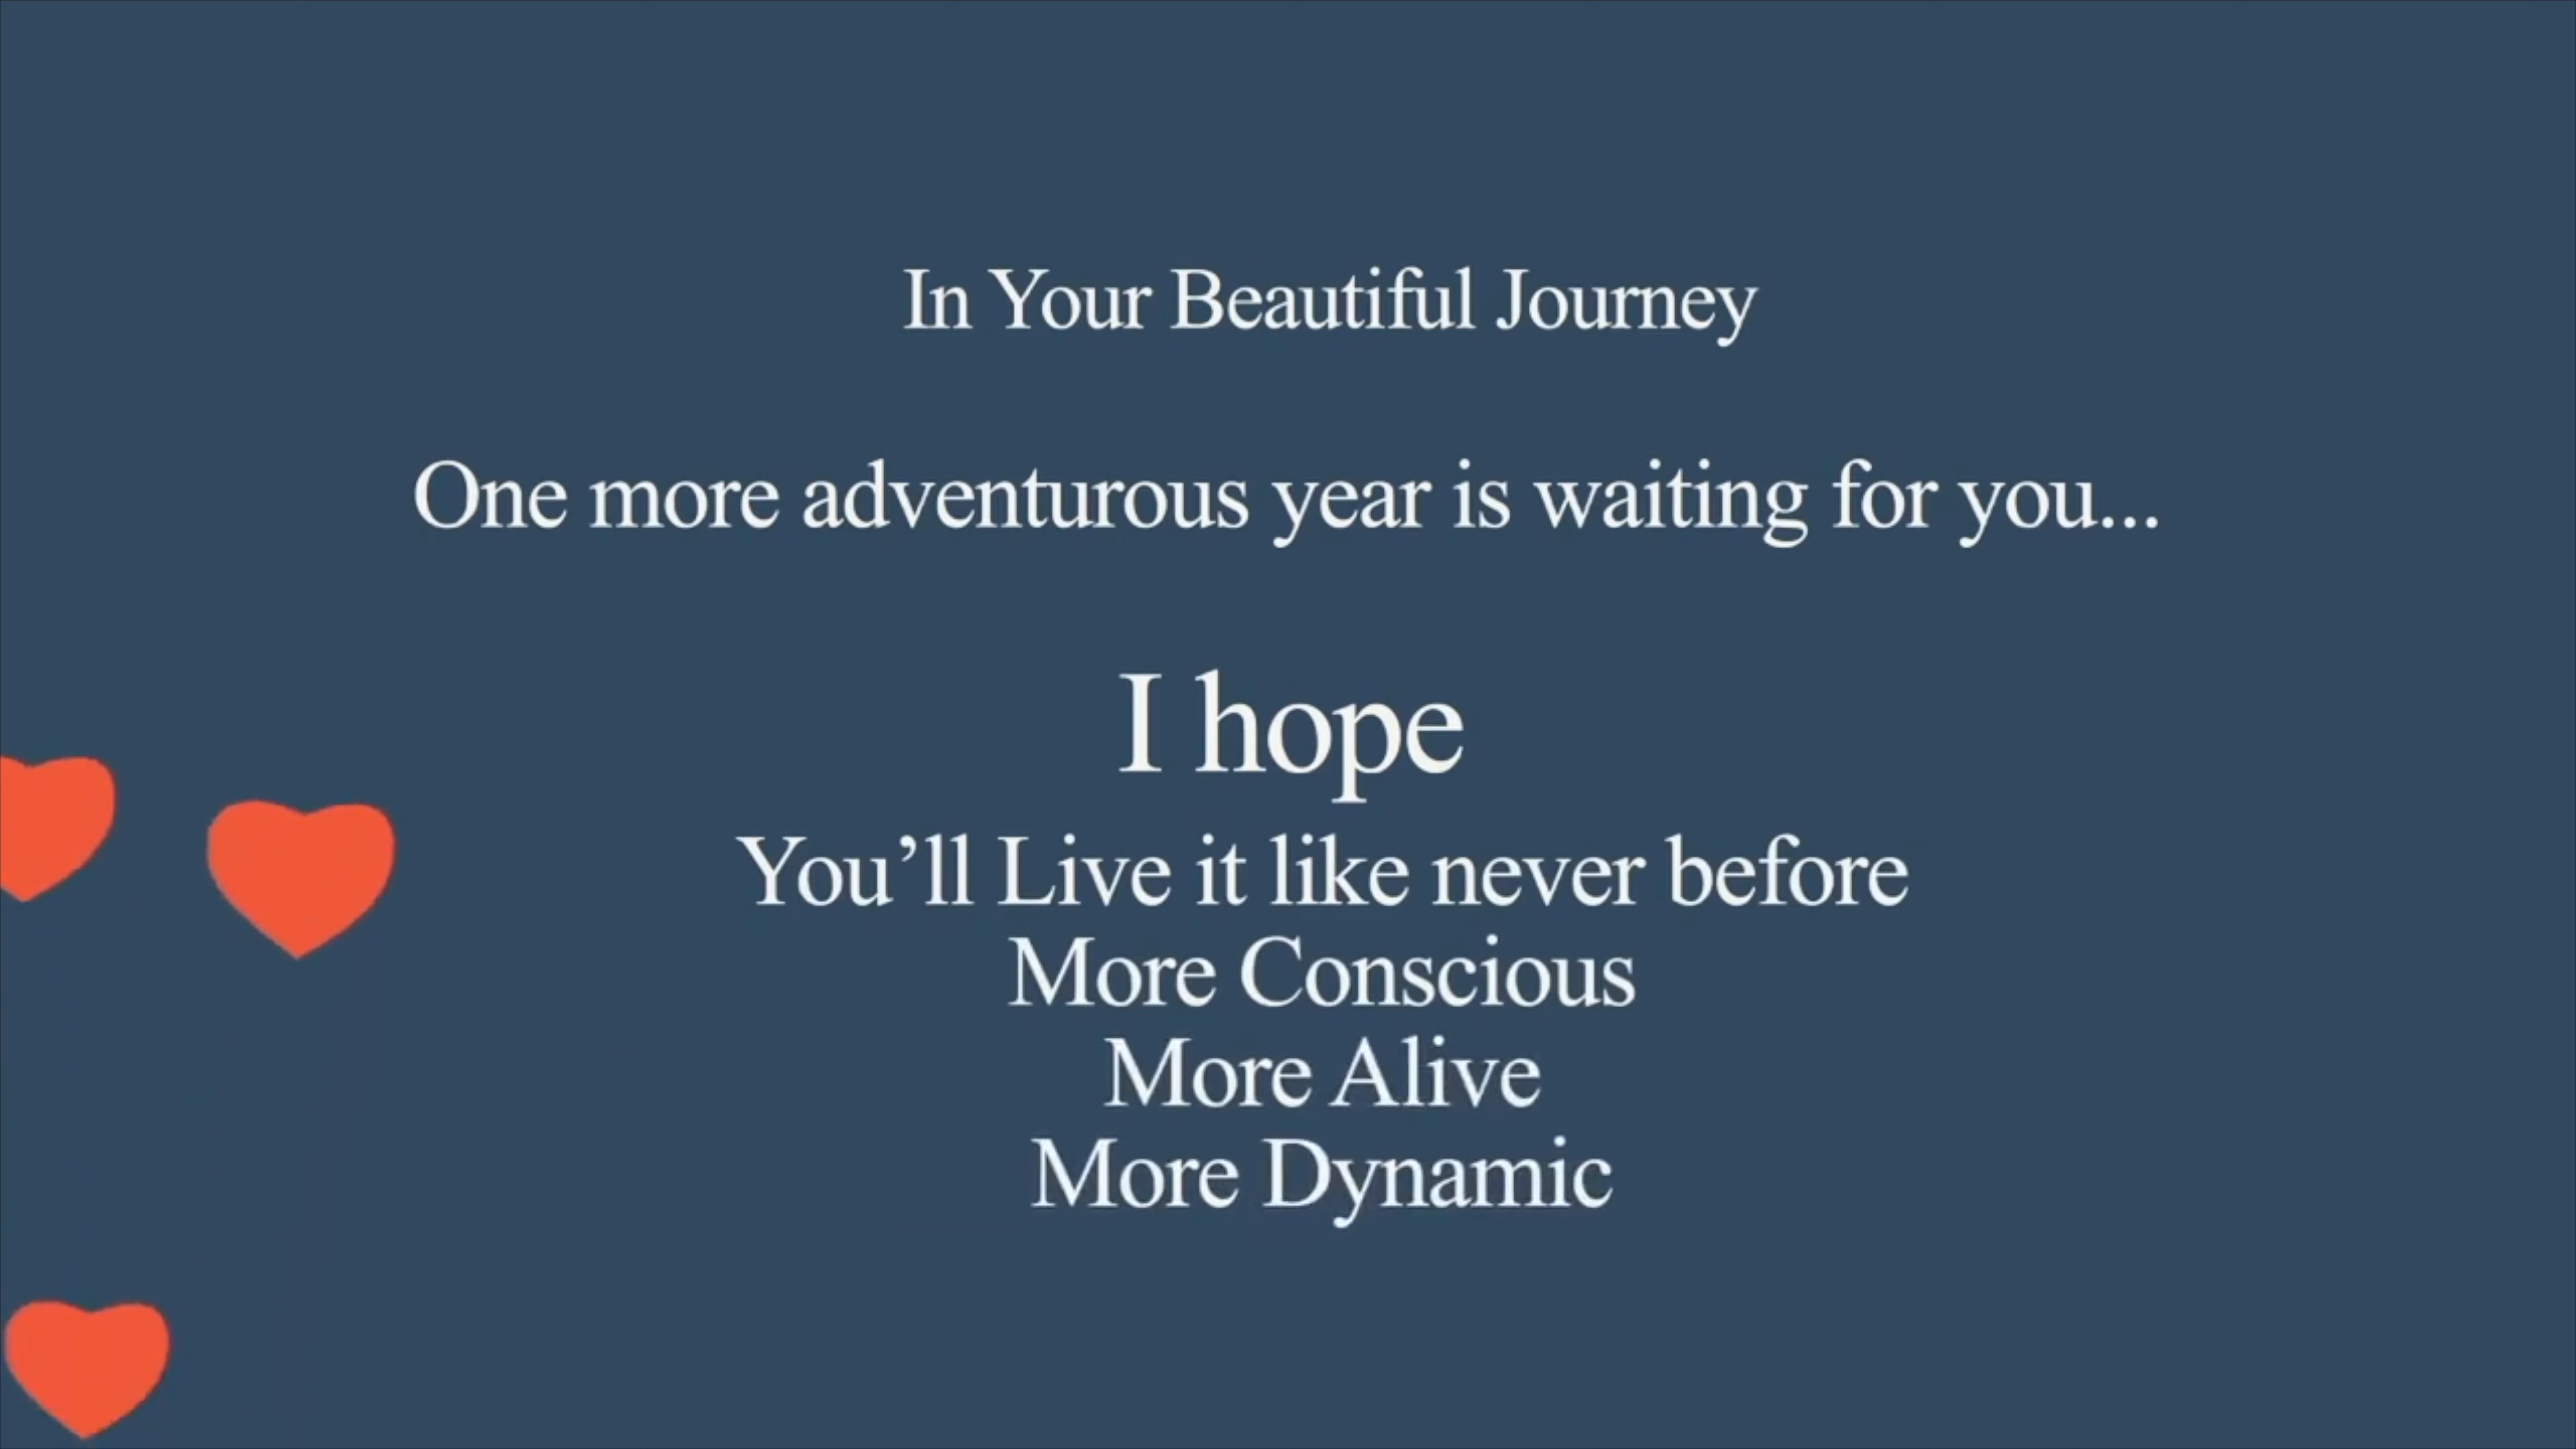 In Your Beautiful Journey
One more adventurous year is waiting for you...
I hope
You’ll Live it like never before
More Conscious
More Alive
More Dynamic